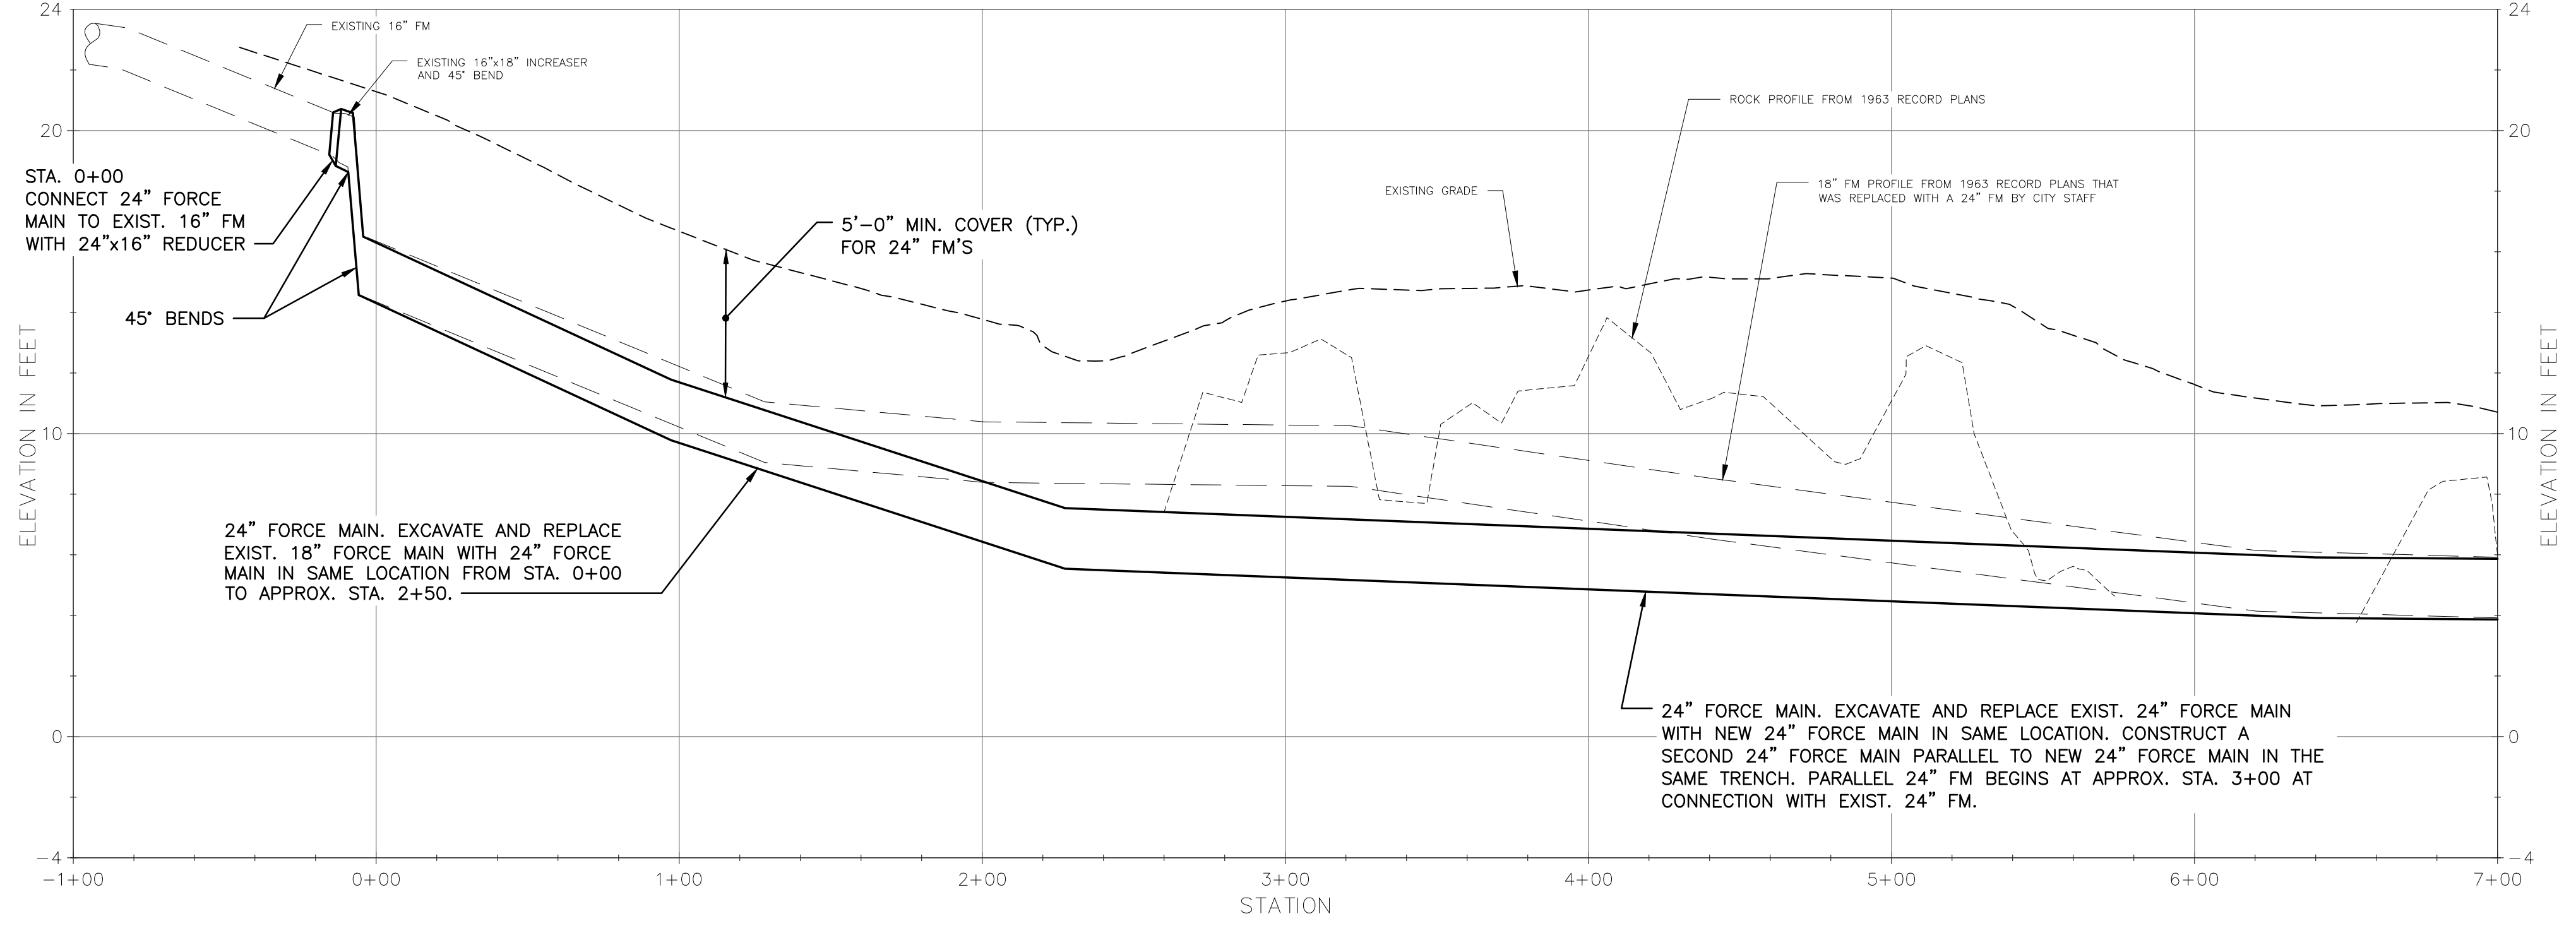 24
24
EXISTING 16” FM
EXISTING 16”x18” INCREASER
AND 45° BEND
ROCK PROFILE FROM 1963 RECORD PLANS
20
20
STA. 0+00
CONNECT 24” FORCE
MAIN TO EXIST. 16” FM
WITH 24”x16” REDUCER
EXISTING GRADE
18” FM PROFILE FROM 1963 RECORD PLANS THAT
WAS REPLACED WITH A 24” FM BY CITY STAFF
5’-0” MIN. COVER (TYP.)
FOR 24” FM’S
45° BENDS
ELEVATION IN FEET
ELEVATION IN FEET
10
10
24” FORCE MAIN. EXCAVATE AND REPLACE
EXIST. 18” FORCE MAIN WITH 24” FORCE
MAIN IN SAME LOCATION FROM STA. 0+00
TO APPROX. STA. 2+50.
24” FORCE MAIN. EXCAVATE AND REPLACE EXIST. 24” FORCE MAIN
WITH NEW 24” FORCE MAIN IN SAME LOCATION. CONSTRUCT A
SECOND 24” FORCE MAIN PARALLEL TO NEW 24” FORCE MAIN IN THE
SAME TRENCH. PARALLEL 24” FM BEGINS AT APPROX. STA. 3+00 AT
CONNECTION WITH EXIST. 24” FM.
0
0
-4
-4
-1+00 0+00 1+00 2+00 3+00 4+00 5+00 6+00 7+00
STATION